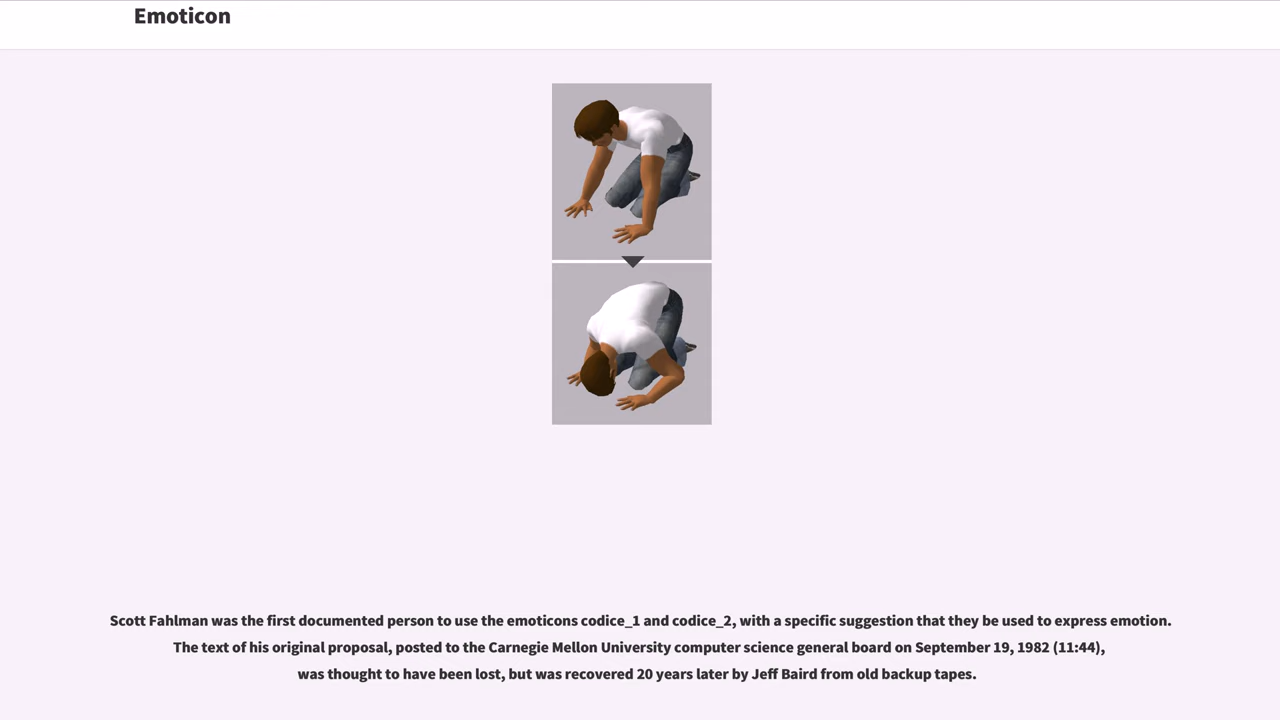 Emoticon
Scott Fahlman was the first documented person to use the emoticons codice_1 and codice_2, with a specific suggestion that they be used to express emotion.
The text of his original proposal, posted to the Carnegie Mellon University computer science general board on September 19, 1982 (11:44),
was thought to have been lost, but was recovered 20 years later by Jeff Baird from old backup tapes.